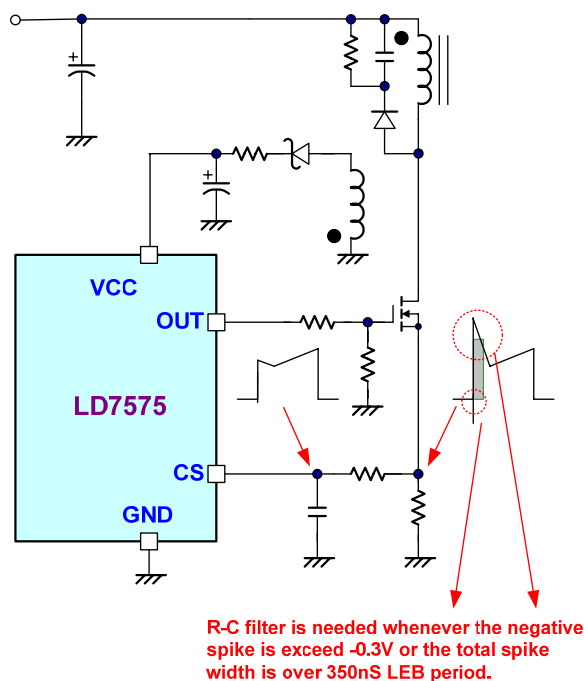 VCC
OUT
LD7575
CS
GND
R-C filter is needed whenever the negative
spike is exceed -0.3V or the total spike
width is over 350nS LEB period.